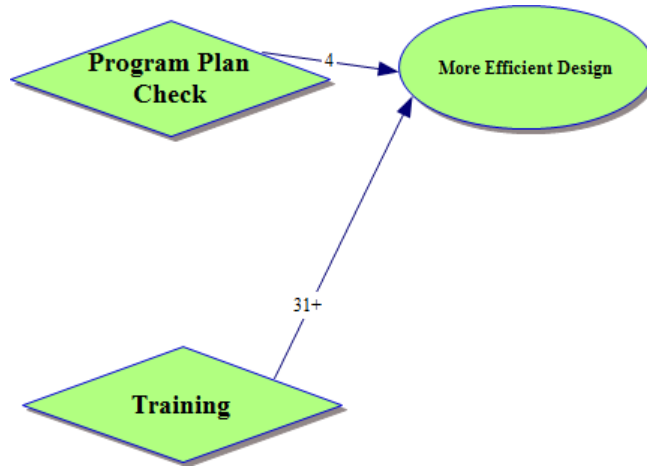 Program Plan
Check
4
More Efficient Design
31+
Training